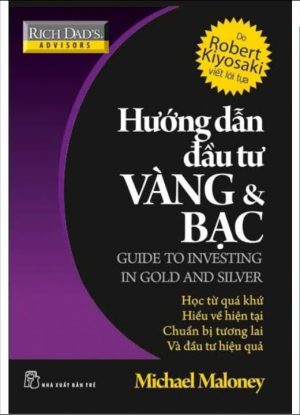 RICH DAD'S
ADVISORS
Do
Robert
Kiyosaki
viết lời tựa
Hướng dẫn
đầu tư
VÀNG &
BẠC
GUIDE TO INVESTING
IN GOLD AND SILVER
Học từ quá khứ
Hiểu về hiện tại
Chuẩn bị tương lai
Và đầu tư hiệu quả
NHÀ XUẤT BẢN TRẺ
Michael Maloney